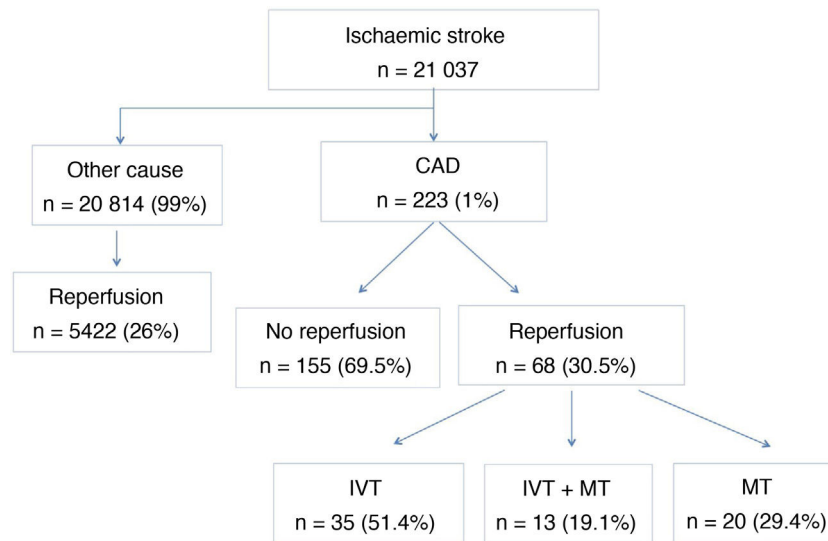 Ischaemic stroke
n = 21 037
Other cause
n = 20 814 (99%)
CAD
n = 223 (1%)
Reperfusion
n = 5422 (26%)
No reperfusion
n = 155 (69.5%)
Reperfusion
n = 68 (30.5%)
IVT
n = 35 (51.4%)
IVT + MT
n = 13 (19.1%)
MT
n = 20 (29.4%)